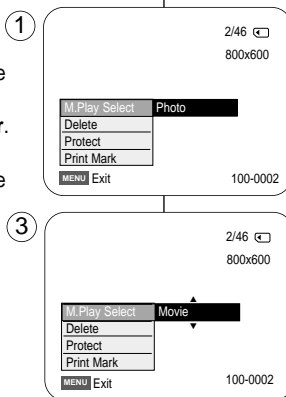 1
2/46
800x600
e
M.Play Select Photo
Delete
r.
Protect
Print Mark
e
MENU Exit 100-0002
3
2/46
800x600
M.Play Select Movie
Delete
Protect
Print Mark
MENU Exit 100-0002